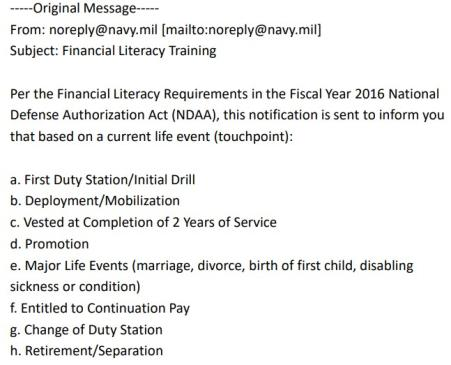 -----Original Message-----
From: noreply@navy.mil [mailto:noreply@navy.mil]
Subject: Financial Literacy Training
Per the Financial Literacy Requirements in the Fiscal Year 2016 National
Defense Authorization Act (NDAA), this notification is sent to inform you
that based on a current life event (touchpoint):
a. First Duty Station/Initial Drill
b. Deployment/Mobilization
c. Vested at Completion of 2 Years of Service
d. Promotion
e. Major Life Events (marriage, divorce, birth of first child, disabling
sickness or condition)
f. Entitled to Continuation Pay
g. Change of Duty Station
h. Retirement/Separation